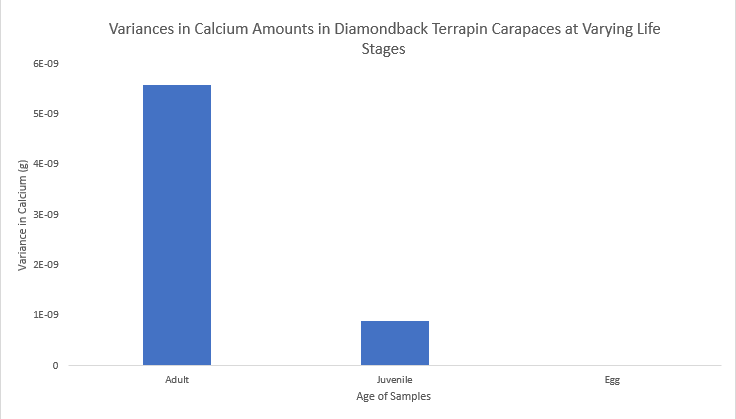 Variances in Calcium Amounts in Diamondback Terrapin Carapaces at Varying Life
Stages
6E-09
5E-09
4E-09
3E-09
2E-09
1E-09
0
Variance in Calcium (g)
Adult
Juvenile
Egg
Age of Samples